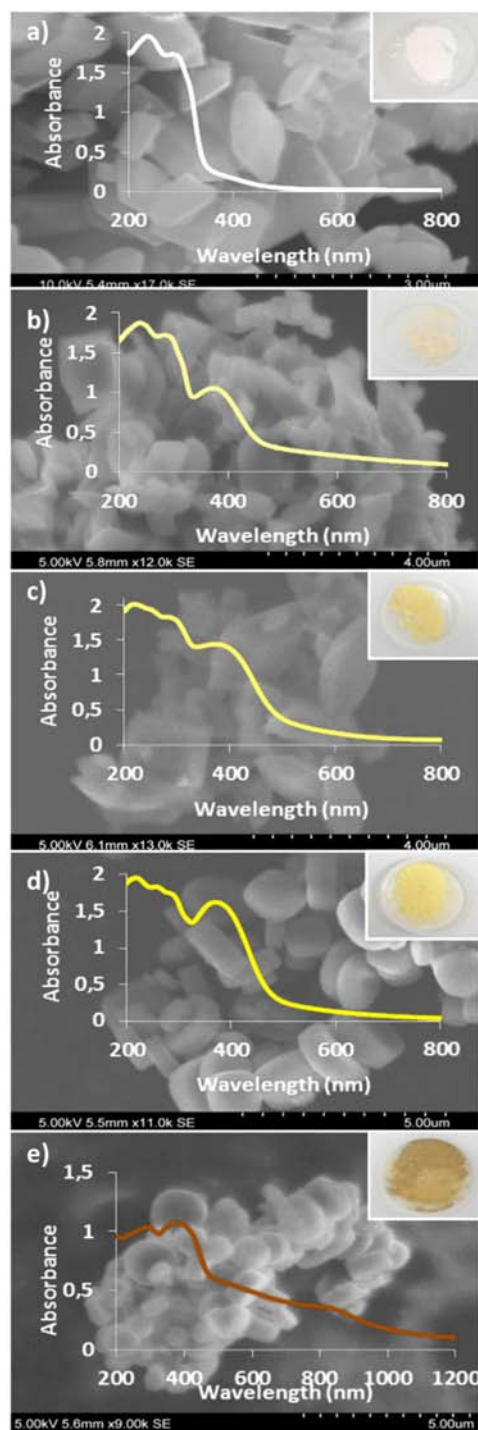 a)
2
1,5
1
0,5
0
Absorbance
200 400 600 800
Wavelength (nm)
10.0kV 5.4mm x17.0k SE 3.00um
b)
2
1,5
1
0,5
0
Absorbance
200 400 600 800
Wavelength (nm)
5.00kV 5.8mm x12.0k SE 4.00um
c)
2
1,5
1
0,5
0
Absorbance
200 400 600 800
Wavelength (nm)
5.00kV 6.1mm x13.0k SE 4.00um
d)
2
1,5
1
0,5
0
Absorbance
200 400 600 800
Wavelength (nm)
5.00kV 5.5mm x11.0k SE 5.00um
e)
1,5
1
0,5
0
Absorbance
200 400 600 800 1000 1200
Wavelength (nm)
5.00kV 5.6mm x9.00k SE 5.00um